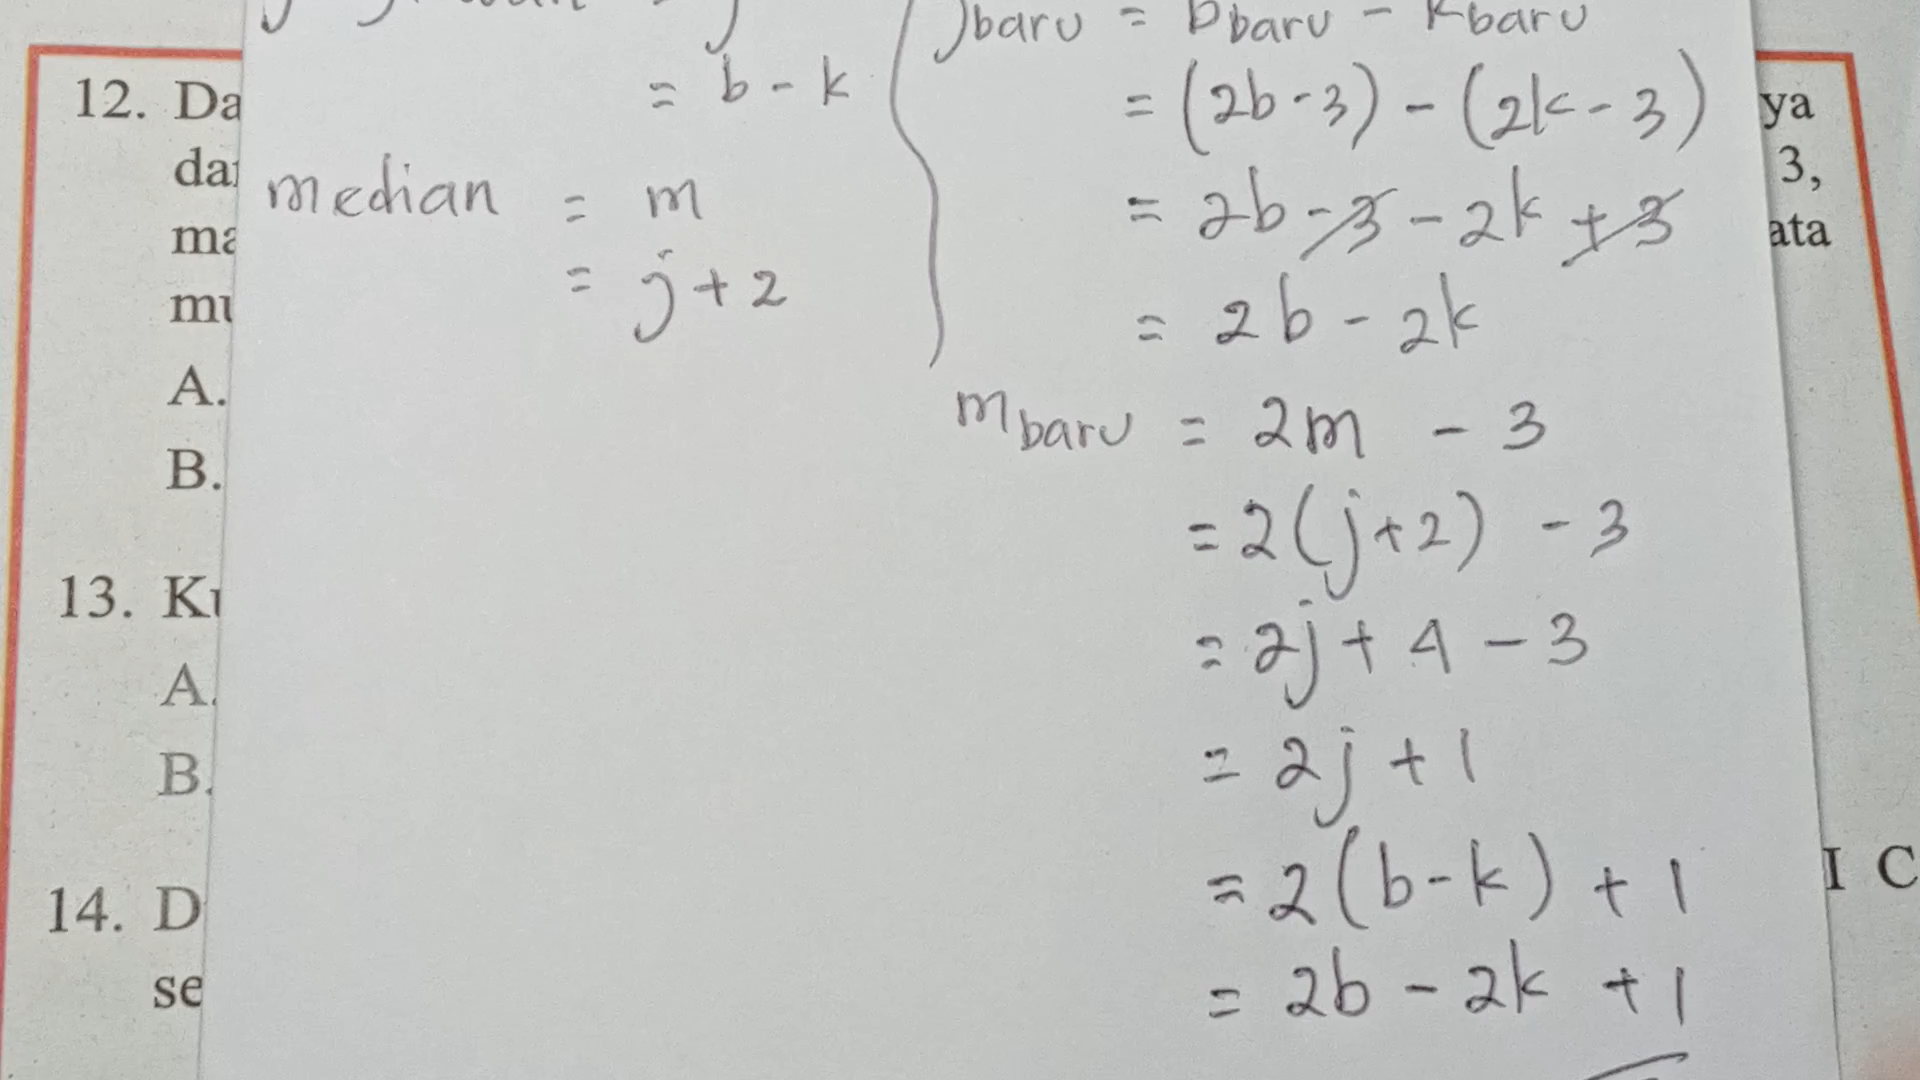 j baru = b baru - k baru
= b - k
= (2b - 3) - (2k - 3)
median = m
= j + 2
= 2b - 3 - 2k + 3
= 2b - 2k
m baru = 2m - 3
= 2(j+2) - 3
= 2j + 4 - 3
= 2j + 1
= 2(b-k) + 1
= 2b - 2k + 1
12. Da
ya
3,
ma
ata
A.
B.
13.
A.
B.
14. D
I C
se